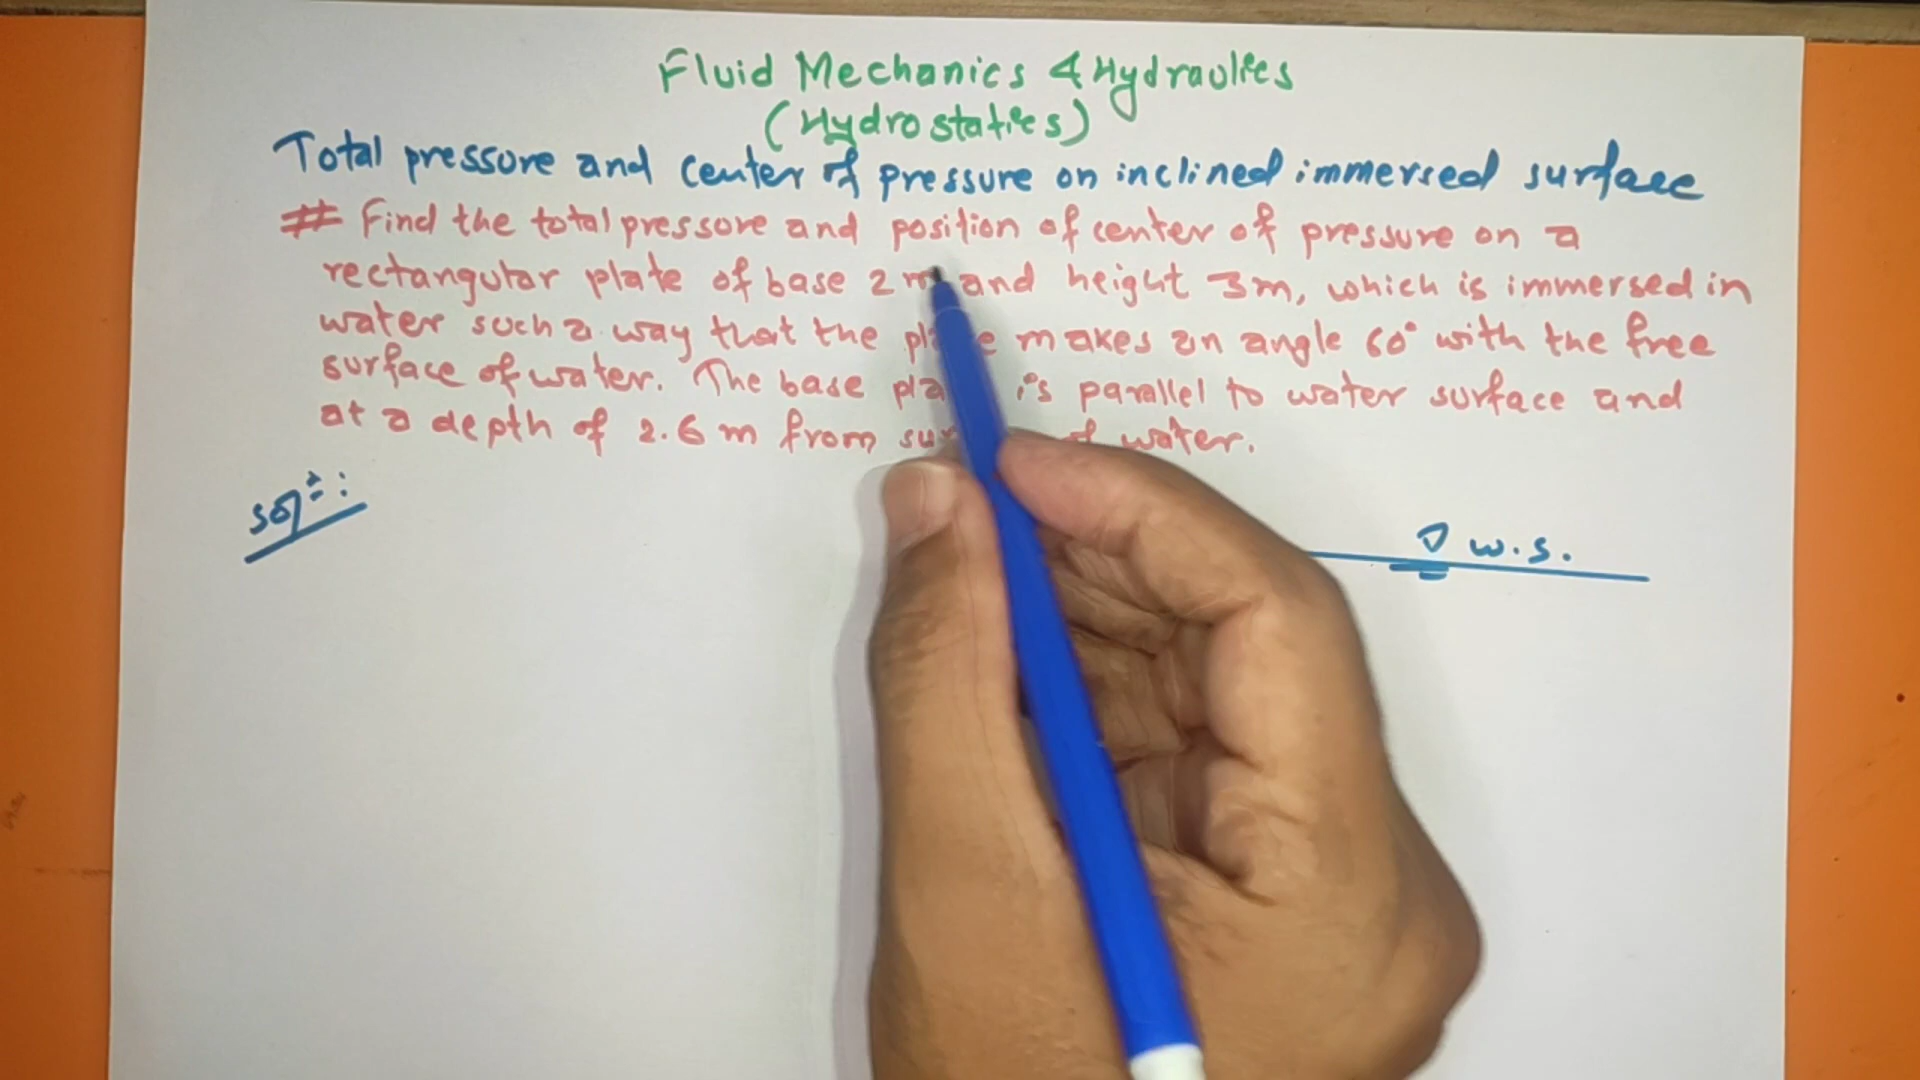 Fluid Mechanics & Hydraulics
(Hydrostatics)
Total pressure and center of pressure on inclined immersed surface
# Find the total pressure and position of center of pressure on a
rectangular plate of base 2m and height 3m, which is immersed in
water such a way that the makes an angle 60° with the free
surface of water. The base is parallel to water surface and
at a depth of 2.6 m from water.
∇ w.s.